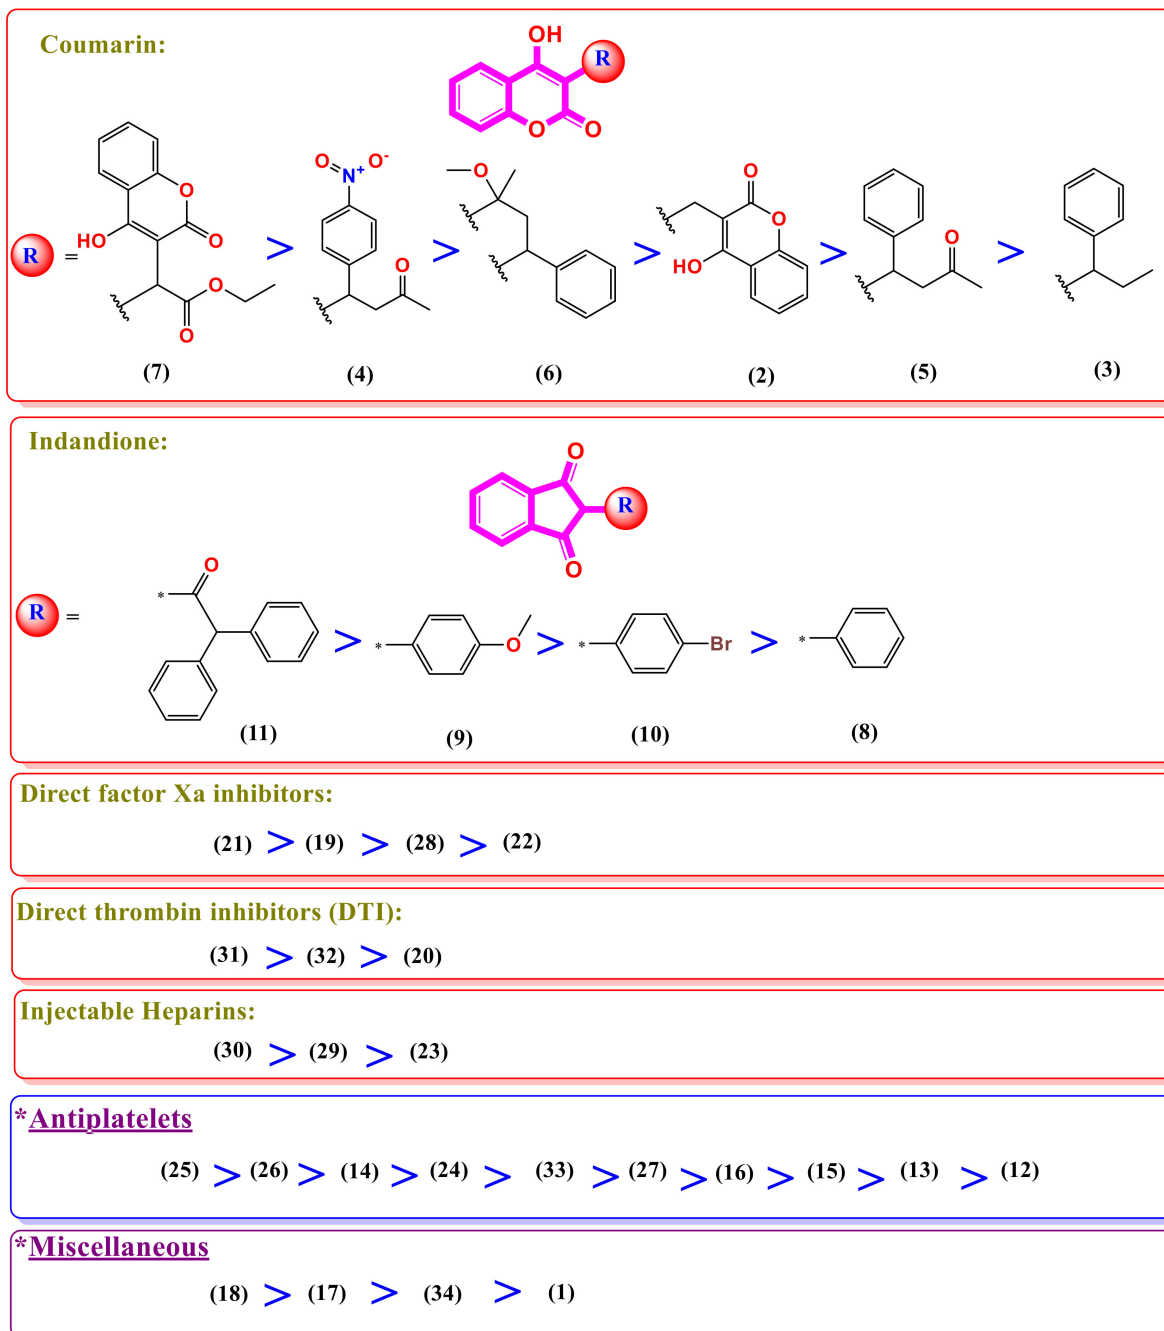 Coumarin:
OH
R
O O
O
HO O
O
O
R =
>
O N+ O-
O
>
O
>
O
O
HO
>
O
>
(7) (4) (6) (2) (5) (3)
Indandione:
O
R
O
R =
* O
>
* O
>
* Br
>
*
(11) (9) (10) (8)
Direct factor Xa inhibitors:
(21) > (19) > (28) > (22)
Direct thrombin inhibitors (DTI):
(31) > (32) > (20)
Injectable Heparins:
(30) > (29) > (23)
*Antiplatelets
(25) > (26) > (14) > (24) > (33) > (27) > (16) > (15) > (13) > (12)
*Miscellaneous
(18) > (17) > (34) > (1)